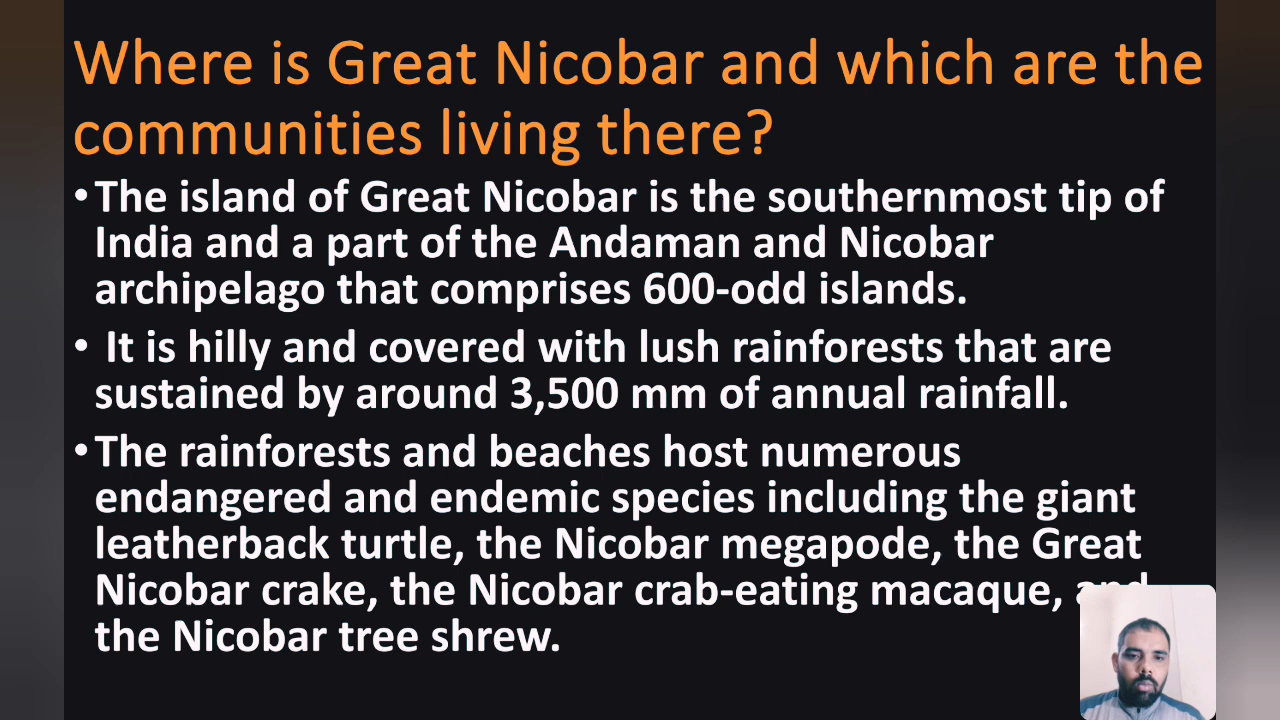 Where is Great Nicobar and which are the
communities living there?
•The island of Great Nicobar is the southernmost tip of
India and a part of the Andaman and Nicobar
archipelago that comprises 600-odd islands.
• It is hilly and covered with lush rainforests that are
sustained by around 3,500 mm of annual rainfall.
•The rainforests and beaches host numerous
endangered and endemic species including the giant
leatherback turtle, the Nicobar megapode, the Great
Nicobar crake, the Nicobar crab-eating macaque, and
the Nicobar tree shrew.